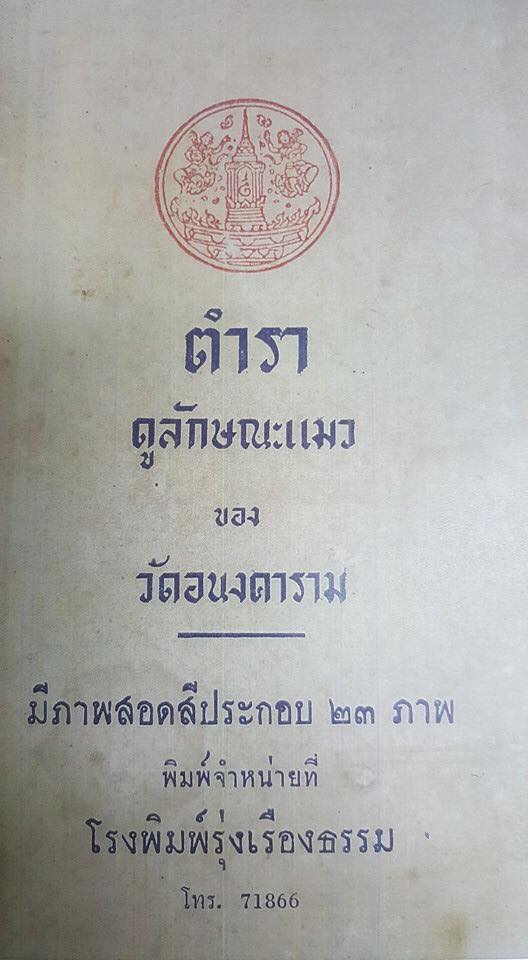 ตำรา
ดูลักษณะแมว
ของ
วัดอนงคาราม
มีภาพสอดสีประกอบ ๒๓ ภาพ
พิมพ์จำหน่ายที่
โรงพิมพ์รุ่งเรืองธรรม
โทร. 71866